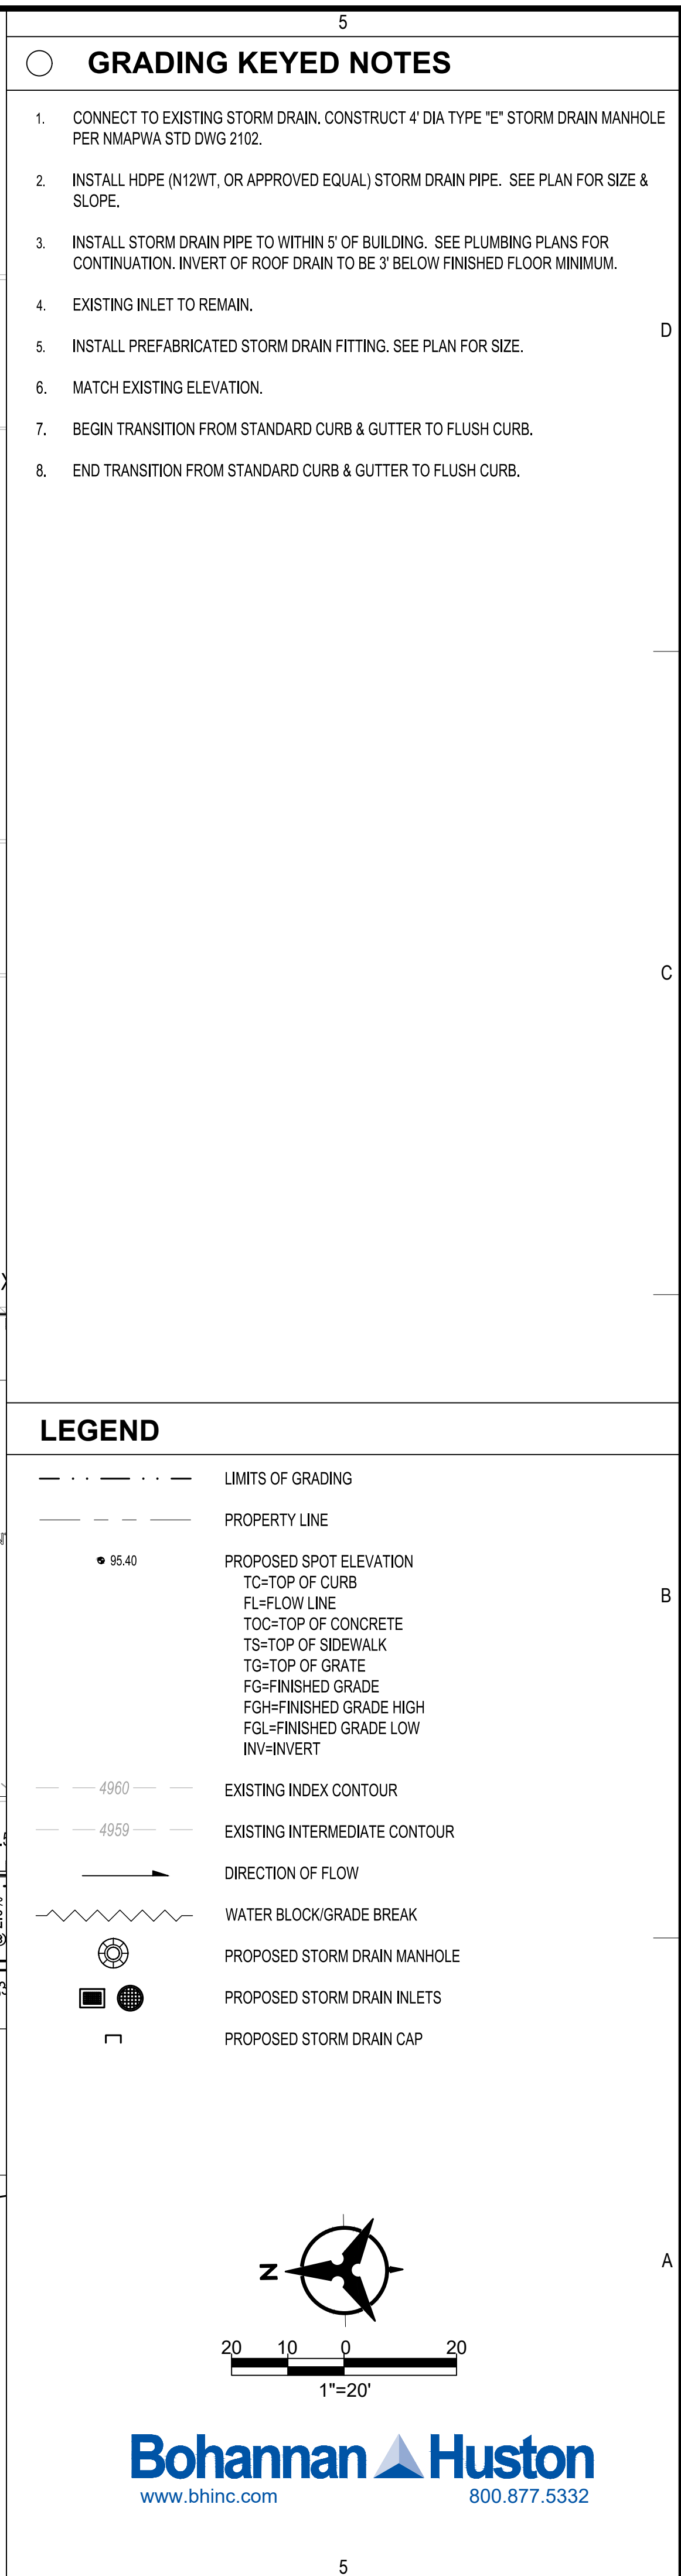 5
GRADING KEYED NOTES
1. CONNECT TO EXISTING STORM DRAIN. CONSTRUCT 4' DIA TYPE "E" STORM DRAIN MANHOLE
PER NMAPWA STD DWG 2102.
2. INSTALL HDPE (N12WT, OR APPROVED EQUAL) STORM DRAIN PIPE. SEE PLAN FOR SIZE &
SLOPE.
3. INSTALL STORM DRAIN PIPE TO WITHIN 5' OF BUILDING. SEE PLUMBING PLANS FOR
CONTINUATION. INVERT OF ROOF DRAIN TO BE 3' BELOW FINISHED FLOOR MINIMUM.
4. EXISTING INLET TO REMAIN.
D
5. INSTALL PREFABRICATED STORM DRAIN FITTING. SEE PLAN FOR SIZE.
6. MATCH EXISTING ELEVATION.
7. BEGIN TRANSITION FROM STANDARD CURB & GUTTER TO FLUSH CURB.
8. END TRANSITION FROM STANDARD CURB & GUTTER TO FLUSH CURB.
C
LEGEND
LIMITS OF GRADING
PROPERTY LINE
95.40 PROPOSED SPOT ELEVATION
TC=TOP OF CURB
B
FL=FLOW LINE
TOC=TOP OF CONCRETE
TS=TOP OF SIDEWALK
TG=TOP OF GRATE
FG=FINISHED GRADE
FGH=FINISHED GRADE HIGH
FGL=FINISHED GRADE LOW
INV=INVERT
4960 EXISTING INDEX CONTOUR
4959 EXISTING INTERMEDIATE CONTOUR
DIRECTION OF FLOW
WATER BLOCK/GRADE BREAK
PROPOSED STORM DRAIN MANHOLE
PROPOSED STORM DRAIN INLETS
PROPOSED STORM DRAIN CAP
A
N
20 10 0 20
1"=20'
Bohannan Huston
www.bhinc.com 800.877.5332
5